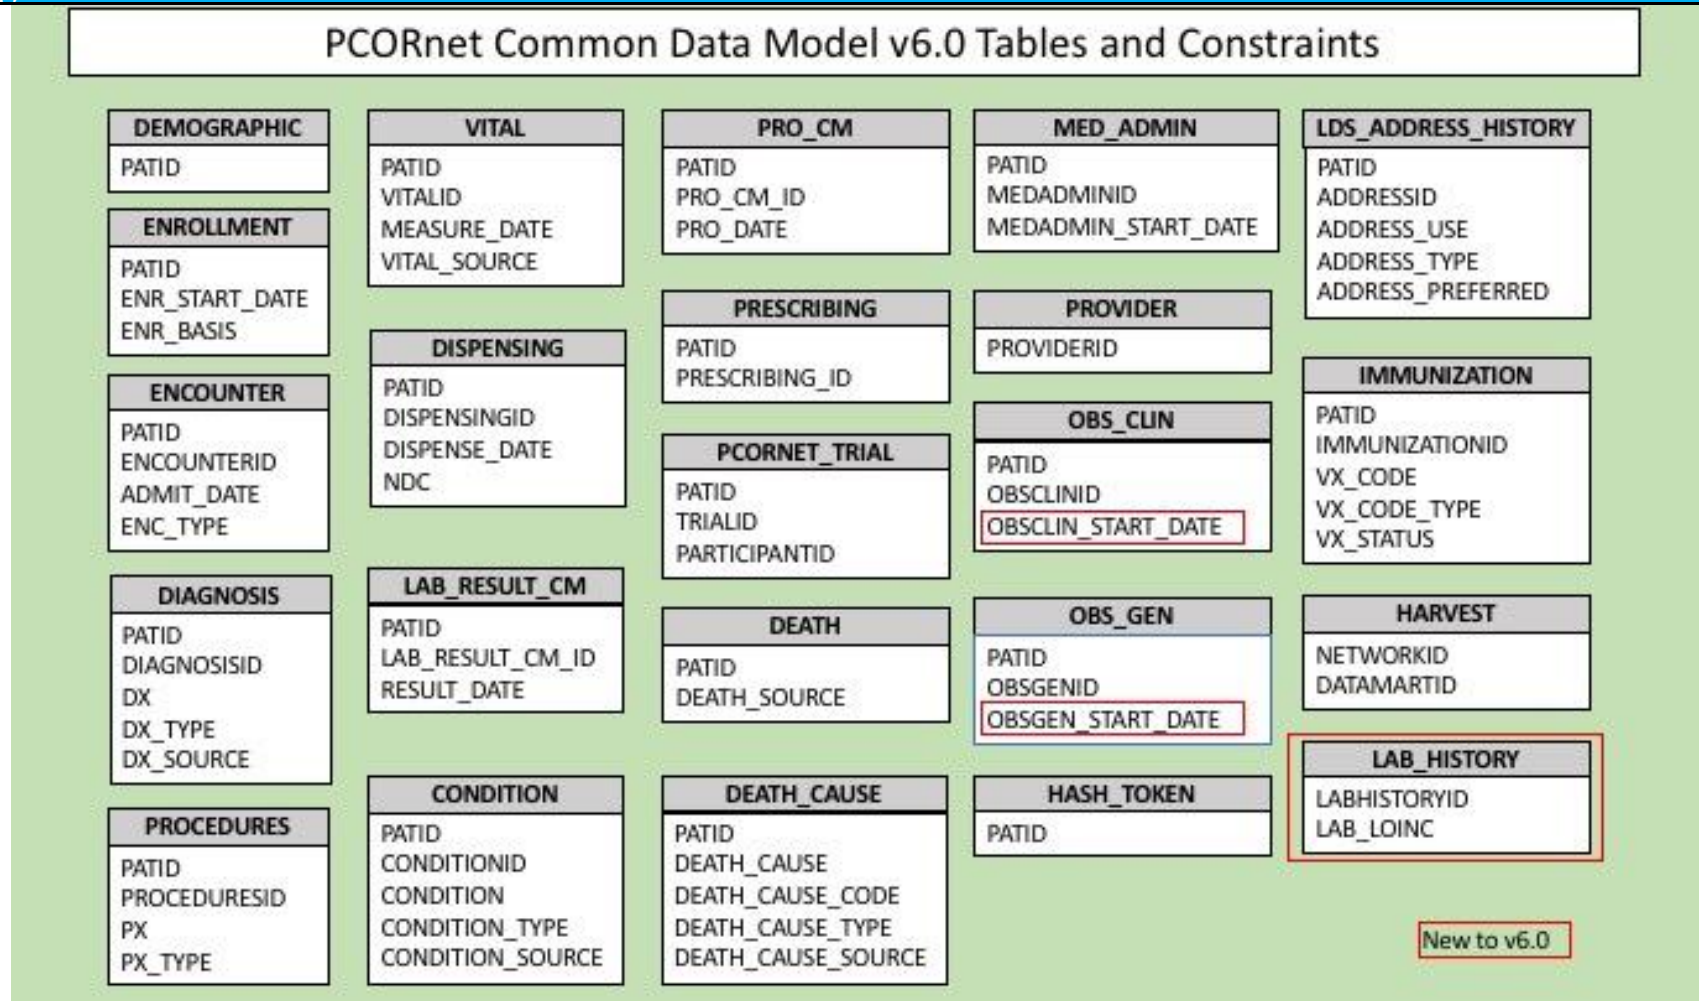 PCORnet Common Data Model v6.0 Tables and Constraints
DEMOGRAPHIC
PATID
ENROLLMENT
PATID
ENR_START_DATE
ENR_BASIS
ENCOUNTER
PATID
ENCOUNTERID
ADMIT_DATE
ENC_TYPE
DIAGNOSIS
PATID
DIAGNOSISID
DX
DX_TYPE
DX_SOURCE
PROCEDURES
PATID
PROCEDURESID
PX
PX_TYPE
VITAL
PATID
VITALID
MEASURE_DATE
VITAL_SOURCE
DISPENSING
PATID
DISPENSINGID
DISPENSE_DATE
NDC
LAB_RESULT_CM
PATID
LAB_RESULT_CM_ID
RESULT_DATE
CONDITION
PATID
CONDITIONID
CONDITION
CONDITION_TYPE
CONDITION_SOURCE
PRO_CM
PATID
PRO_CM_ID
PRO_DATE
PRESCRIBING
PATID
PRESCRIBING_ID
PCORNET_TRIAL
PATID
TRIALID
PARTICIPANTID
DEATH
PATID
DEATH_SOURCE
DEATH_CAUSE
PATID
DEATH_CAUSE
DEATH_CAUSE_CODE
DEATH_CAUSE_TYPE
DEATH_CAUSE_SOURCE
MED_ADMIN
PATID
MEDADMINID
MEDADMIN_START_DATE
PROVIDER
PROVIDERID
OBS_CLIN
PATID
OBSCLINID
OBSCLIN_START_DATE
OBS_GEN
PATID
OBSGENID
OBSGEN_START_DATE
HASH_TOKEN
PATID
LDS_ADDRESS_HISTORY
PATID
ADDRESSID
ADDRESS_USE
ADDRESS_TYPE
ADDRESS_PREFERRED
IMMUNIZATION
PATID
IMMUNIZATIONID
VX_CODE
VX_CODE_TYPE
VX_STATUS
HARVEST
NETWORKID
DATAMARTID
LAB_HISTORY
LABHISTORYID
LAB_LOINC
New to v6.0